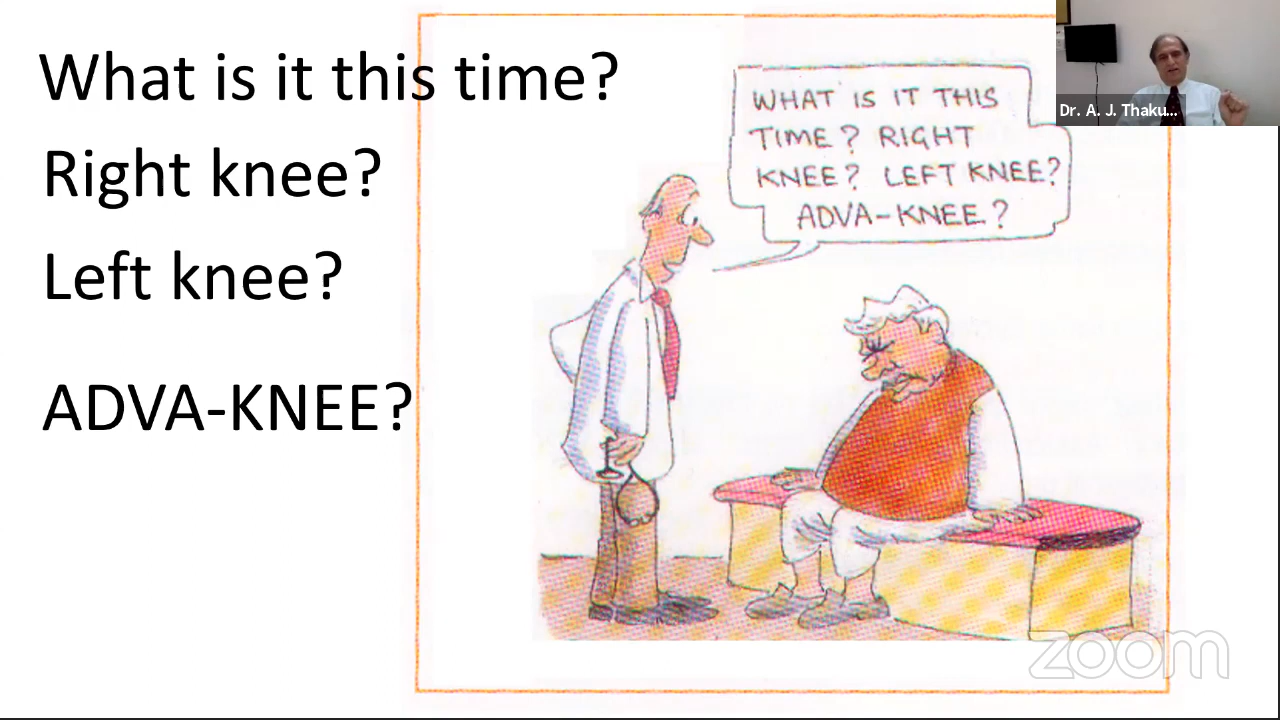 What is it this time?
Right knee?
Left knee?
ADVA-KNEE?
WHAT IS IT THIS
TIME? RIGHT
KNEE? LEFT KNEE?
ADVA-KNEE?
Dr. A. J. Thaku...
zoom